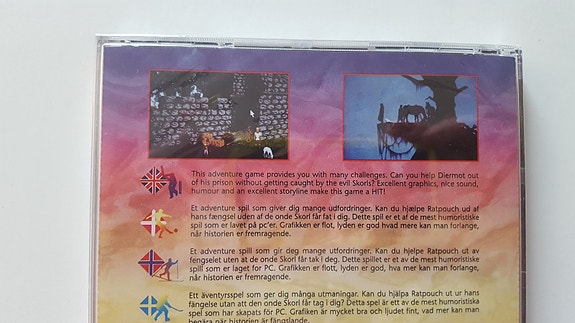 This adventure game provides you with many challenges. Can you help Diermot out
of his prison without getting caught by the evil Skoris? Excellent graphics, nice sound,
humour and an excellent storyline make this game a HIT!
Et adventure spil som giver dig mange udfordringer. Kan du hjælpe Ratpouch ud af
hans fængsel uden af de onde Skorl får fat i dig. Dette spil er et af de mest humoristiske
spil som er lavet på pc'er. Grafikken er flot, lyden er god hvad mere kan man forlange,
når historien er fremragende.
Et adventure spill som gir deg mange utfordringer. Kan du hjelpe Ratpouch ut av
fengselet uten at de onde Skorl får tak i deg. Dette spillet er et av de mest humoristiske
spill som er laget for PC. Grafikken er flott, lyden er god, hva mer kan man forlange,
når historien er fremragende.
Ett äventyrsspel som ger dig många utmaningar. Kan du hjälpa Ratpouch ut ur hans
fängelse utan att den onde Skorl får tag i dig? Dette spel är ett av de mest humoristiska
spel som har skapats för PC. Grafiken är mycket bra och ljudet fint, vad mer kan man
begära när historien är fängslande.